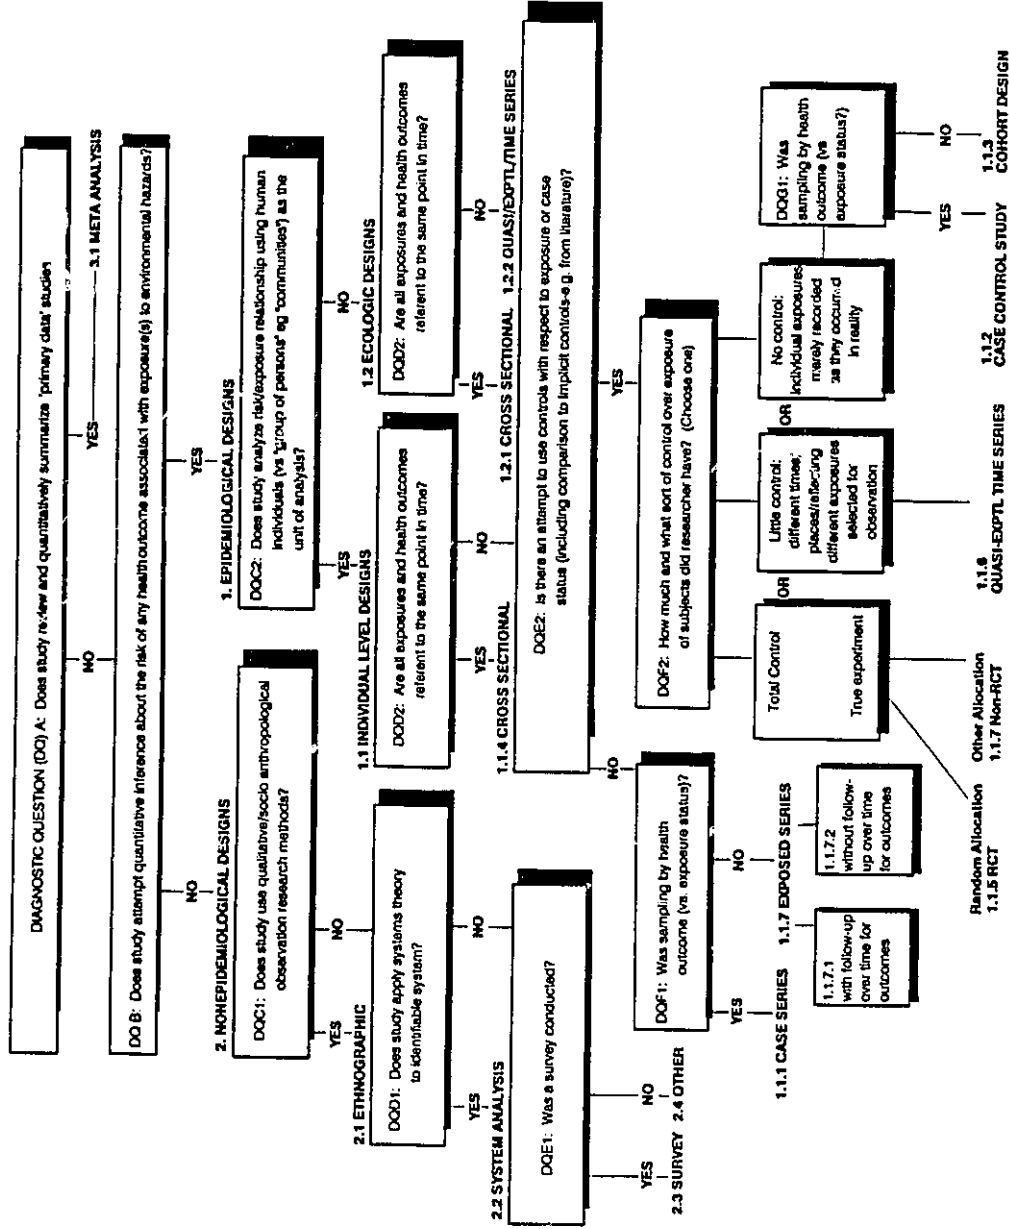 DIAGNOSTIC QUESTION (DQ) A: Does study review and quantitatively summarize 'primary data' studies
YES
3.1 META ANALYSIS
NO
DQ B: Does study attempt quantitative inference about the risk of any health outcome associated with exposure(s) to environmental hazards?
NO
YES
2. NONEPIDEMIOLOGICAL DESIGNS
1. EPIDEMIOLOGICAL DESIGNS
DQC1: Does study use qualitative/socio anthropological
observation research methods?
DQC2: Does study analyze risk/exposure relationship using human
individuals (vs "group of persons" eg "communities") as the
unit of analysis?
YES
NO
YES
NO
2.1 ETHNOGRAPHIC
1.1 INDIVIDUAL LEVEL DESIGNS
1.2 ECOLOGIC DESIGNS
DQD1: Does study apply systems theory
to identifiable system?
DQD2: Are all exposures and health outcomes
referent to the same point in time?
DQD2: Are all exposures and health outcomes
referent to the same point in time?
YES
NO
YES
NO
YES
NO
2.2 SYSTEM ANALYSIS
1.1.4 CROSS SECTIONAL
1.2.1 CROSS SECTIONAL
1.2.2 QUASI/EXPTL/TIME SERIES
DQE1: Was a survey conducted?
DQE2: Is there an attempt to use controls with respect to exposure or case
status (including comparison to implicit controls-e.g. from literature)?
YES
NO
2.3 SURVEY
2.4 OTHER
NO
YES
DQF1: Was sampling by health
outcome (vs. exposure status)?
DQF2: How much and what sort of control over exposure
of subjects did researcher have? (Choose one)
YES
NO
1.1.1 CASE SERIES
1.1.7 EXPOSED SERIES
1.1.7.1
with follow-up
over time for
outcomes
1.1.7.2
without follow-
up over time
for outcomes
Total Control
True experiment
OR
Little control:
different times;
places/reflecting
different exposures
selected for
observation
OR
No control:
individual exposures
merely recorded
as they occurred
in reality
DQG1: Was
sampling by health
outcome (vs
exposure status?)
YES
NO
Random Allocation
1.1.5 RCT
Other Allocation
1.1.7 Non-RCT
1.1.6
QUASI-EXPTL TIME SERIES
1.1.2
CASE CONTROL STUDY
1.1.3
COHORT DESIGN